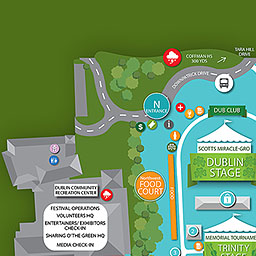 COFFMAN HS
300 YDS
TARA HILL
DRIVE
DOWNPATRICK DRIVE
N
ENTRANCE
DUB CLUB
SCOTTS MIRACLE-GRO
DUBLIN
STAGE
FOOD
COURT
FOOD
DUBLIN COMMUNITY
RECREATION CENTER
FESTIVAL OPERATIONS
VOLUNTEERS HQ
ENTERTAINERS/ EXHIBITORS
CHECK-IN
SHARING O'THE GREEN HQ
MEDIA CHECK-IN
MEMORIAL TOURNAME
TRINITY
STAGE